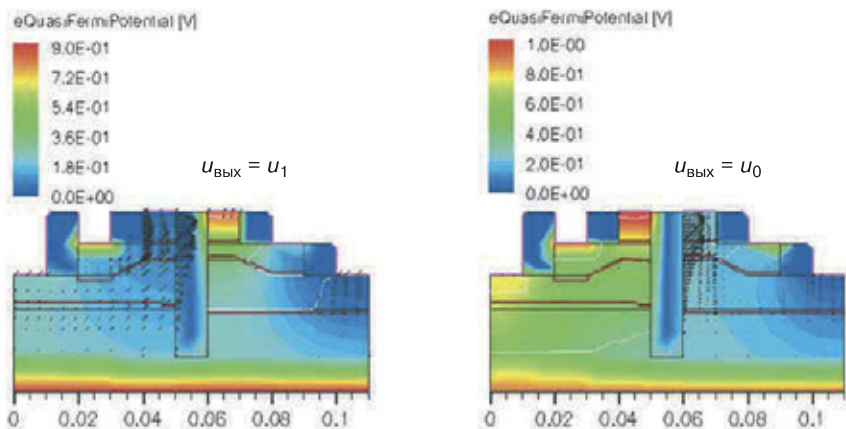 eQuasiFermiPotential [V]
9.0E-01
7.2E-01
5.4E-01
3.6E-01
1.8E-01
0.0E+00
uвых = u1
0 0.02 0.04 0.06 0.08 0.1
eQuasiFermiPotential [V]
1.0E-00
8.0E-01
6.0E-01
4.0E-01
2.0E-01
0.0E+00
uвых = u0
0 0.02 0.04 0.06 0.08 0.1